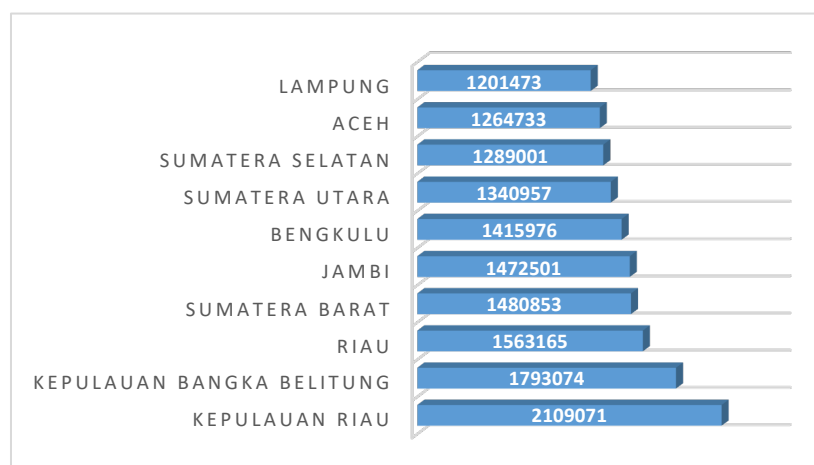 LAMPUNG 1201473
ACEH 1264733
SUMATERA SELATAN 1289001
SUMATERA UTARA 1340957
BENGKULU 1415976
JAMBI 1472501
SUMATERA BARAT 1480853
RIAU 1563165
KEPULAUAN BANGKA BELITUNG 1793074
KEPULAUAN RIAU 2109071